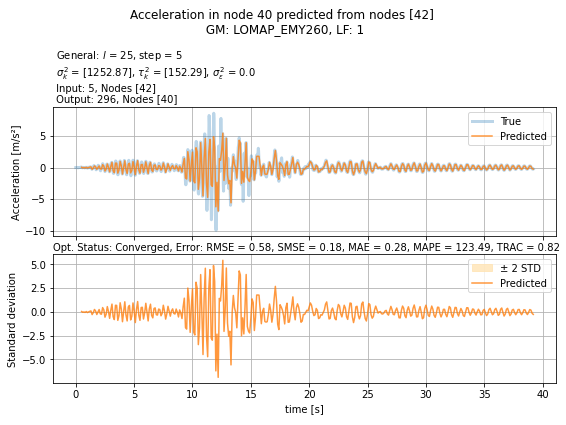 Acceleration in node 40 predicted from nodes [42]
GM: LOMAP_EMY260, LF: 1
General: l = 25, step = 5
σ²ₖ = [1252.87], τ²ₖ = [152.29], σ²ε = 0.0
Input: 5, Nodes [42]
Output: 296, Nodes [40]
True
Predicted
Acceleration [m/s²]
5
0
−5
−10
Opt. Status: Converged, Error: RMSE = 0.58, SMSE = 0.18, MAE = 0.28, MAPE = 123.49, TRAC = 0.82
± 2 STD
Predicted
Standard deviation
5.0
2.5
0.0
−2.5
−5.0
0 5 10 15 20 25 30 35 40
time [s]